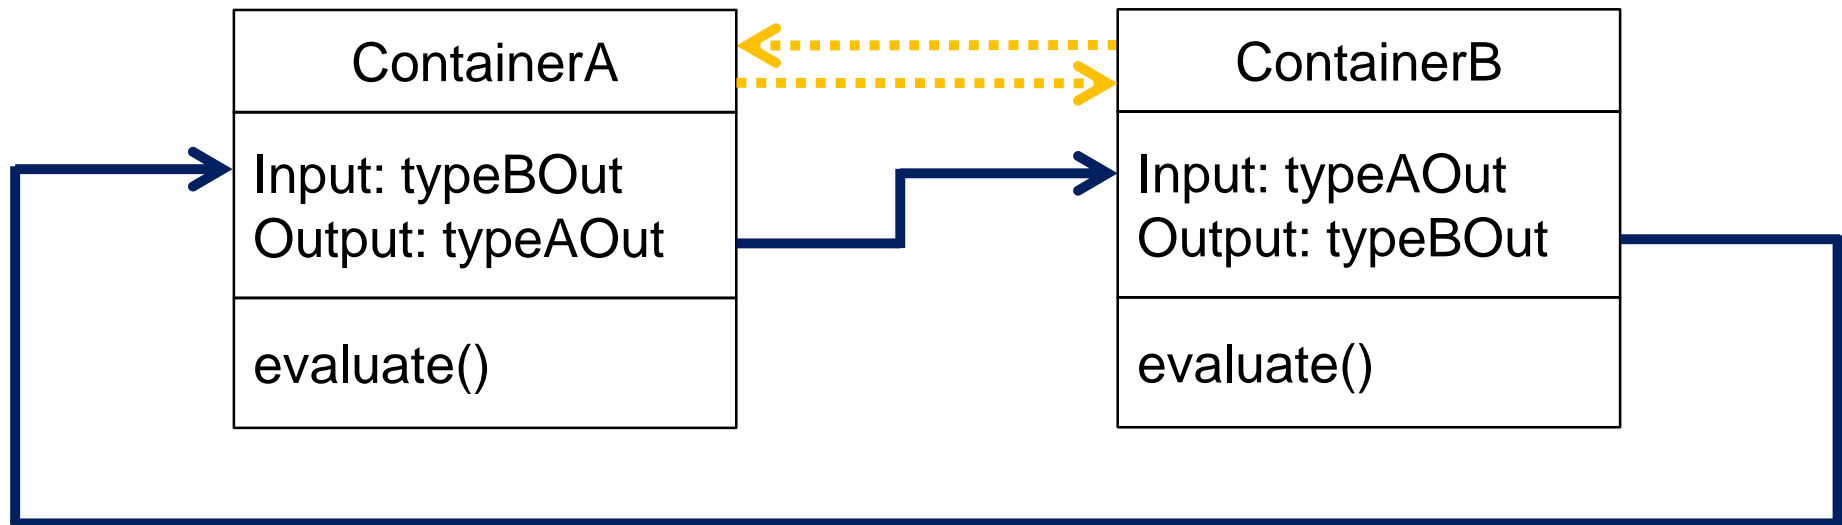 ContainerA
Input: typeBOut
Output: typeAOut
evaluate()
ContainerB
Input: typeAOut
Output: typeBOut
evaluate()